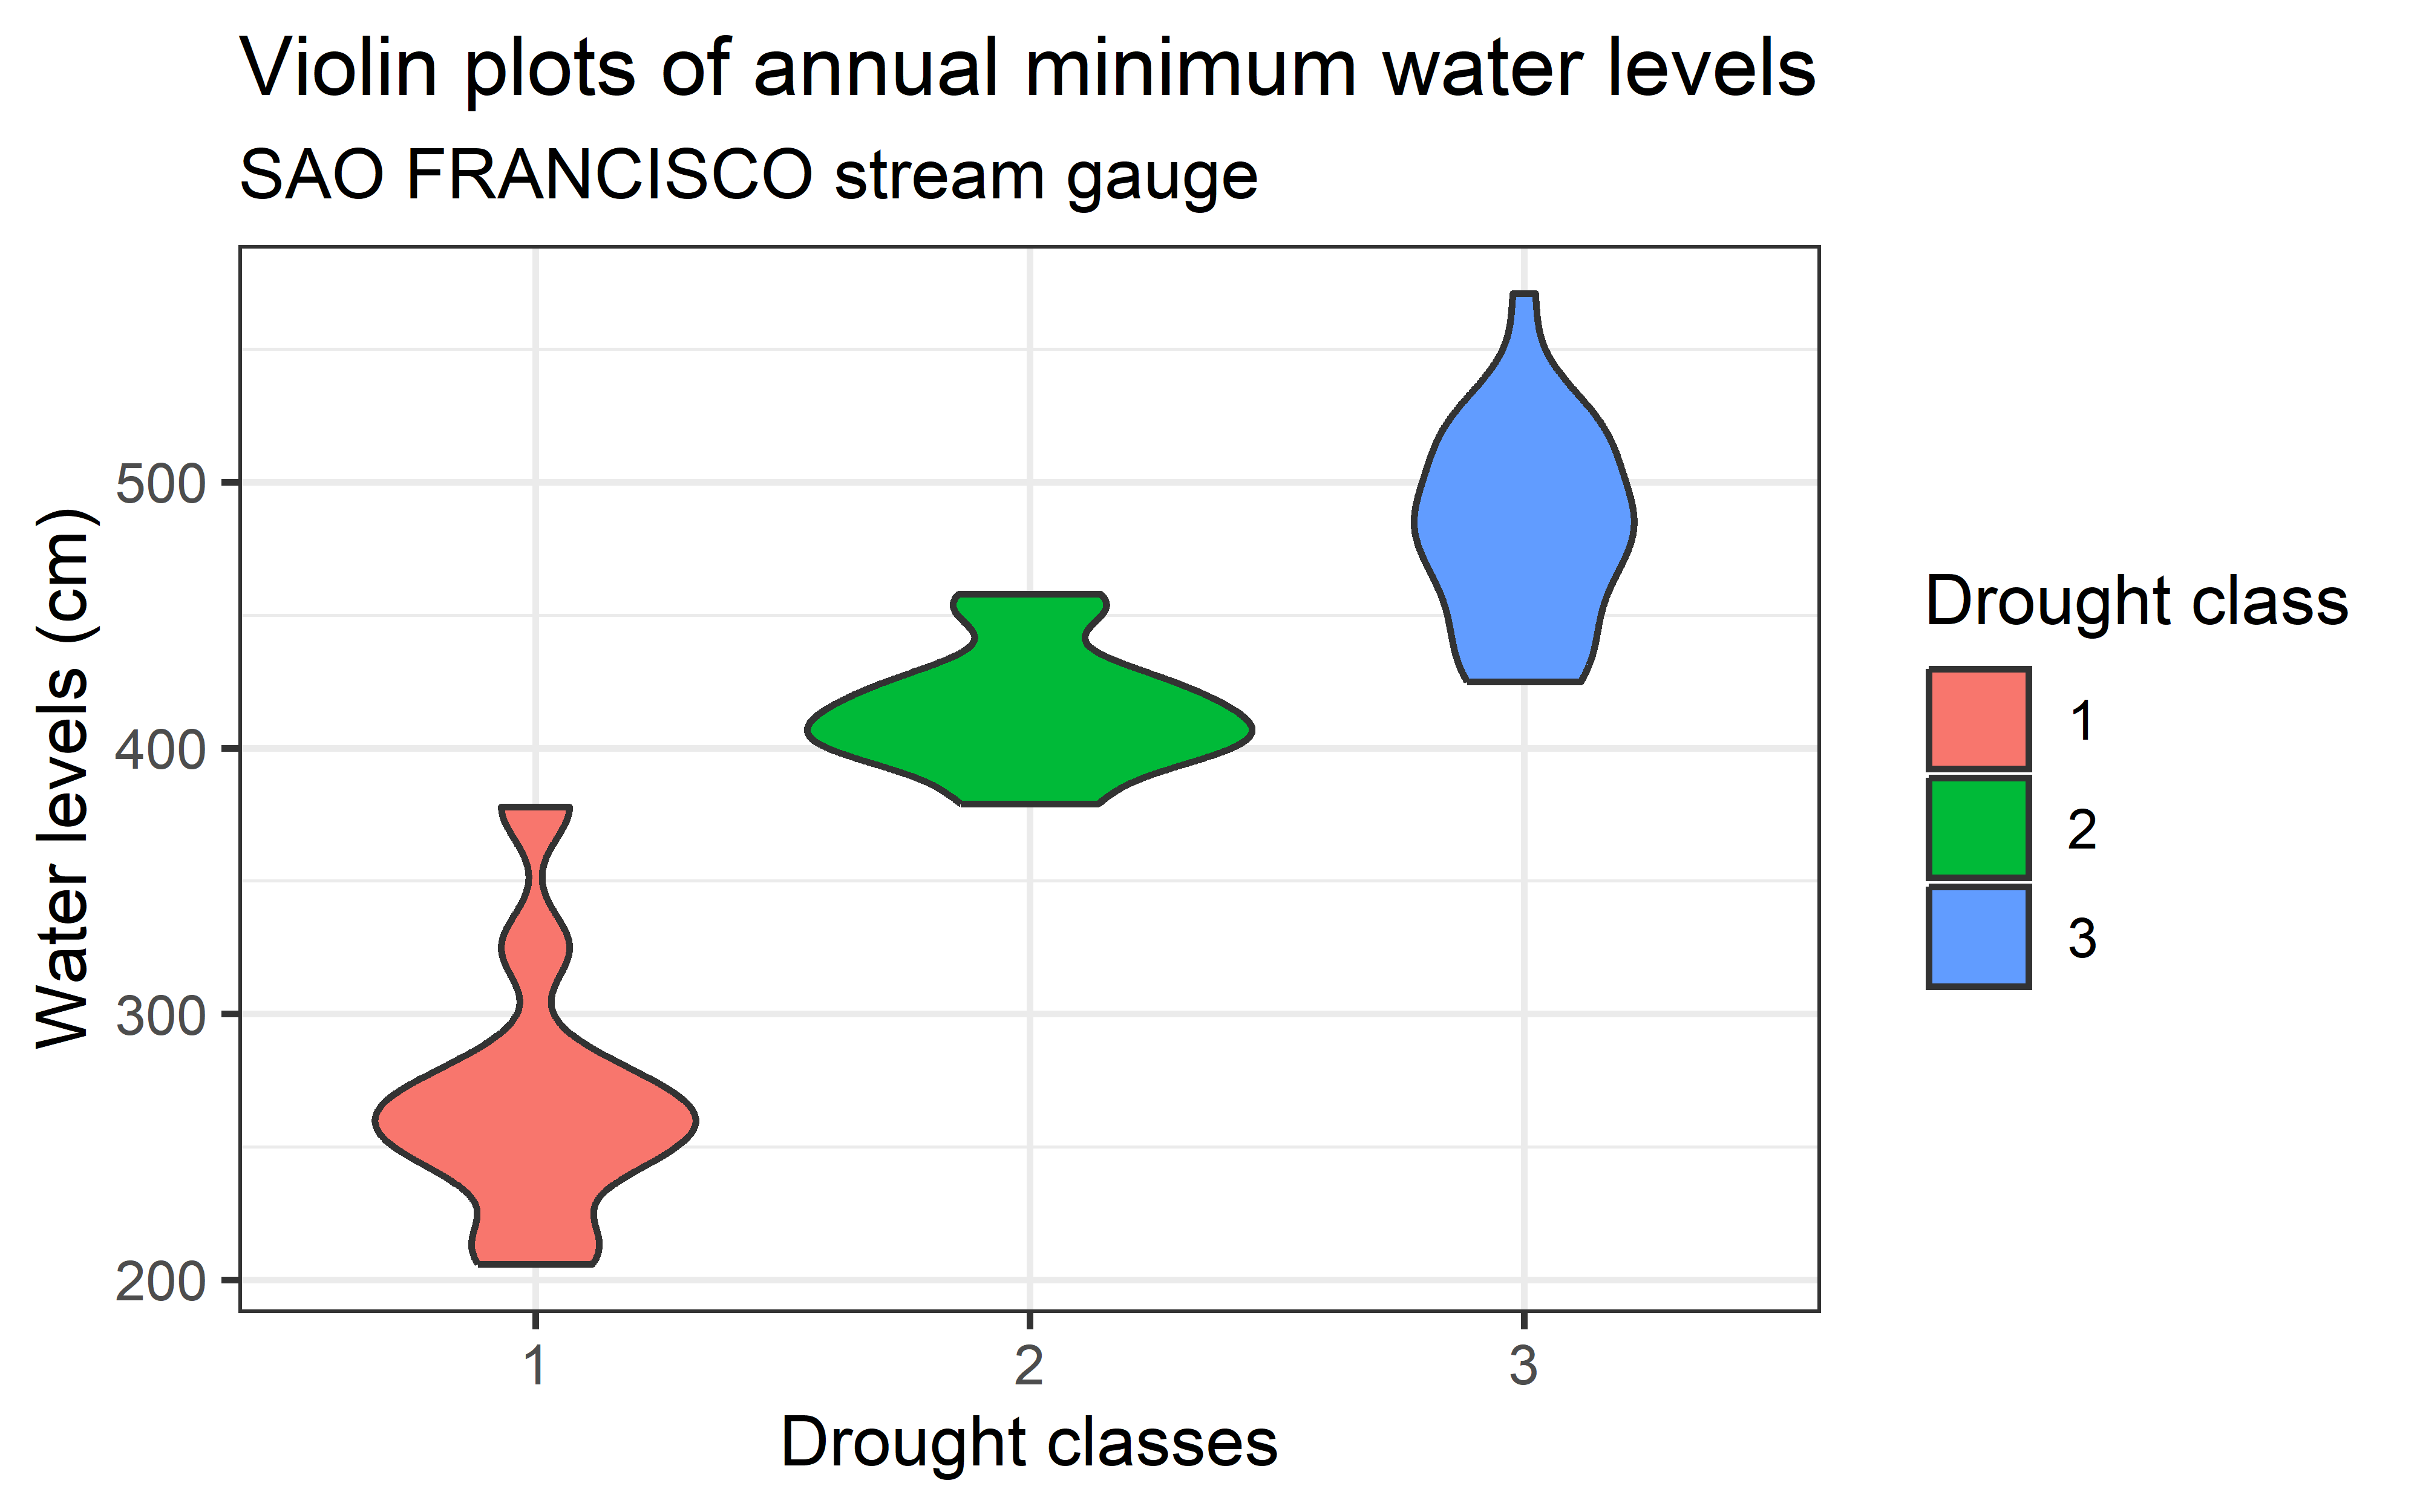 Violin plots of annual minimum water levels
SAO FRANCISCO stream gauge
Water levels (cm)
500
400
300
200
1
2
3
Drought classes
Drought class
1
2
3